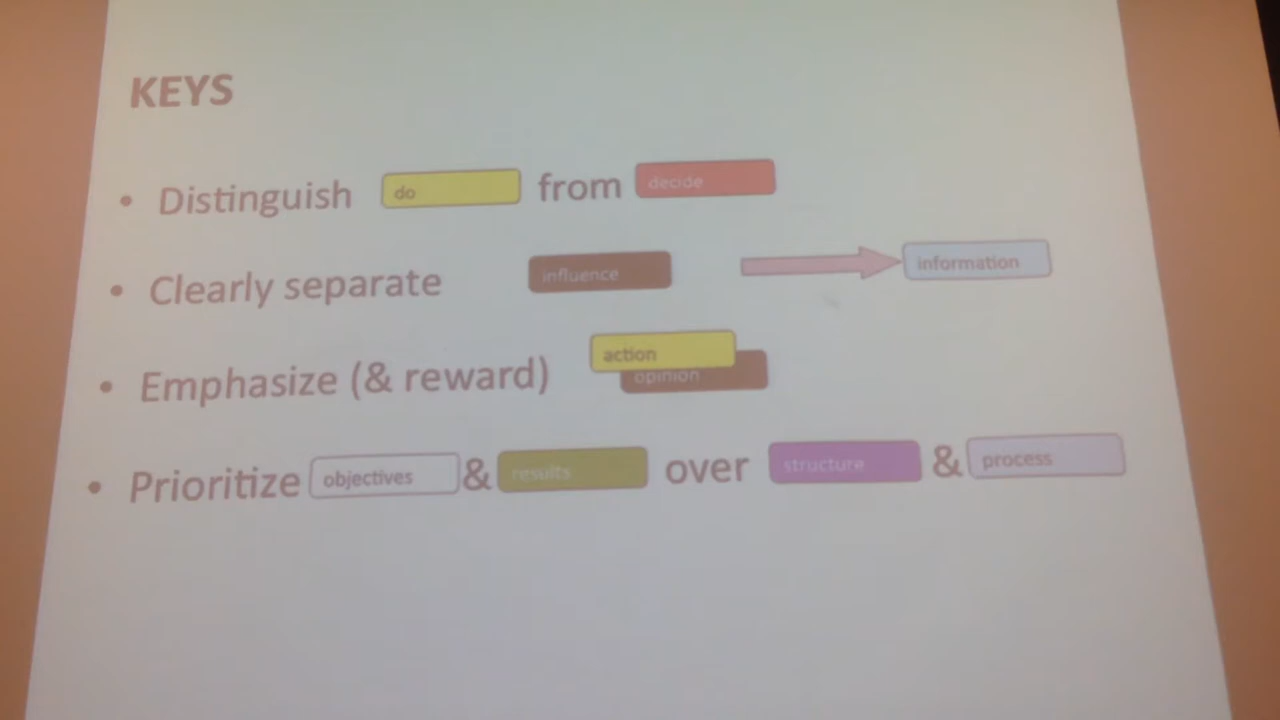 KEYS
• Distinguish do from decide
• Clearly separate influence information
• Emphasize (& reward) action opinion
• Prioritize objectives & results over structure & process